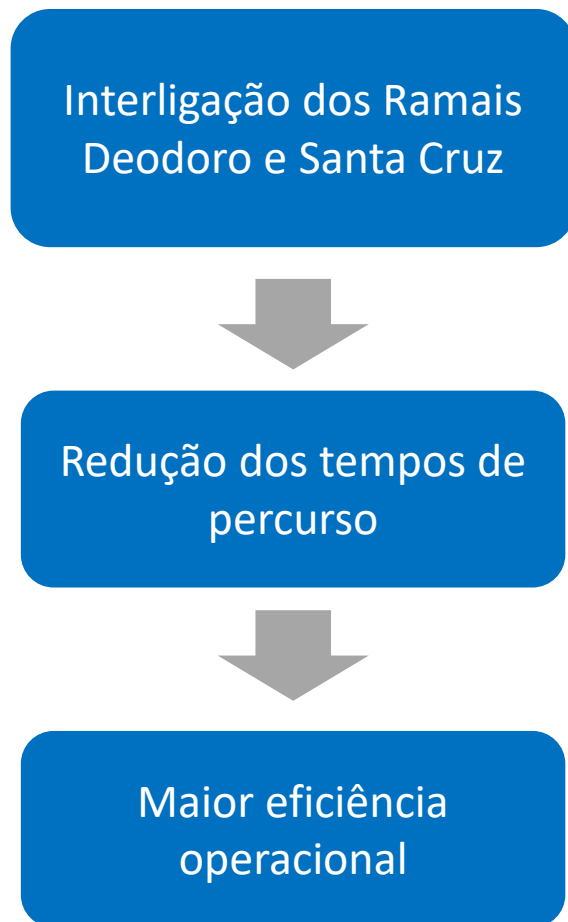 Interligação dos Ramais
Deodoro e Santa Cruz
Redução dos tempos de
percurso
Maior eficiência
operacional